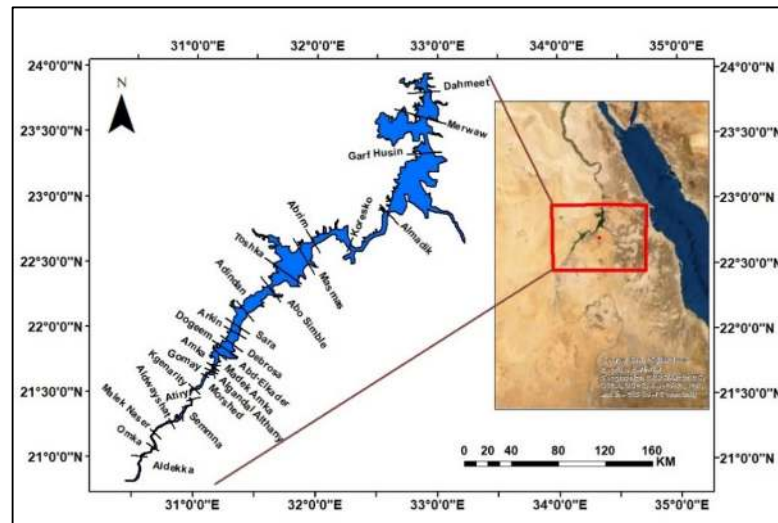 31°0'0"E 32°0'0"E 33°0'0"E 34°0'0"E 35°0'0"E
24°0'0"N
23°30'0"N
23°0'0"N
22°30'0"N
22°0'0"N
21°30'0"N
21°0'0"N
N
Dahmeet
Merwaw
Garf Husin
Almadik
Koresko
Abrim
Masmas
Toshka
Abo Simble
Adindan
Sara
Arkin
Debrosa
Dogeem
Abd-Elkader
Amka
Madek Amka
Gomay
Algandal Althany
Kgenarity
Morshed
Atiry
Aldwayshat
Semmna
Malek Naser
Omka
Aldekka
24°0'0"N
23°30'0"N
23°0'0"N
22°30'0"N
22°0'0"N
21°30'0"N
21°0'0"N
0 20 40 80 120 160
KM
31°0'0"E 32°0'0"E 33°0'0"E 34°0'0"E 35°0'0"E